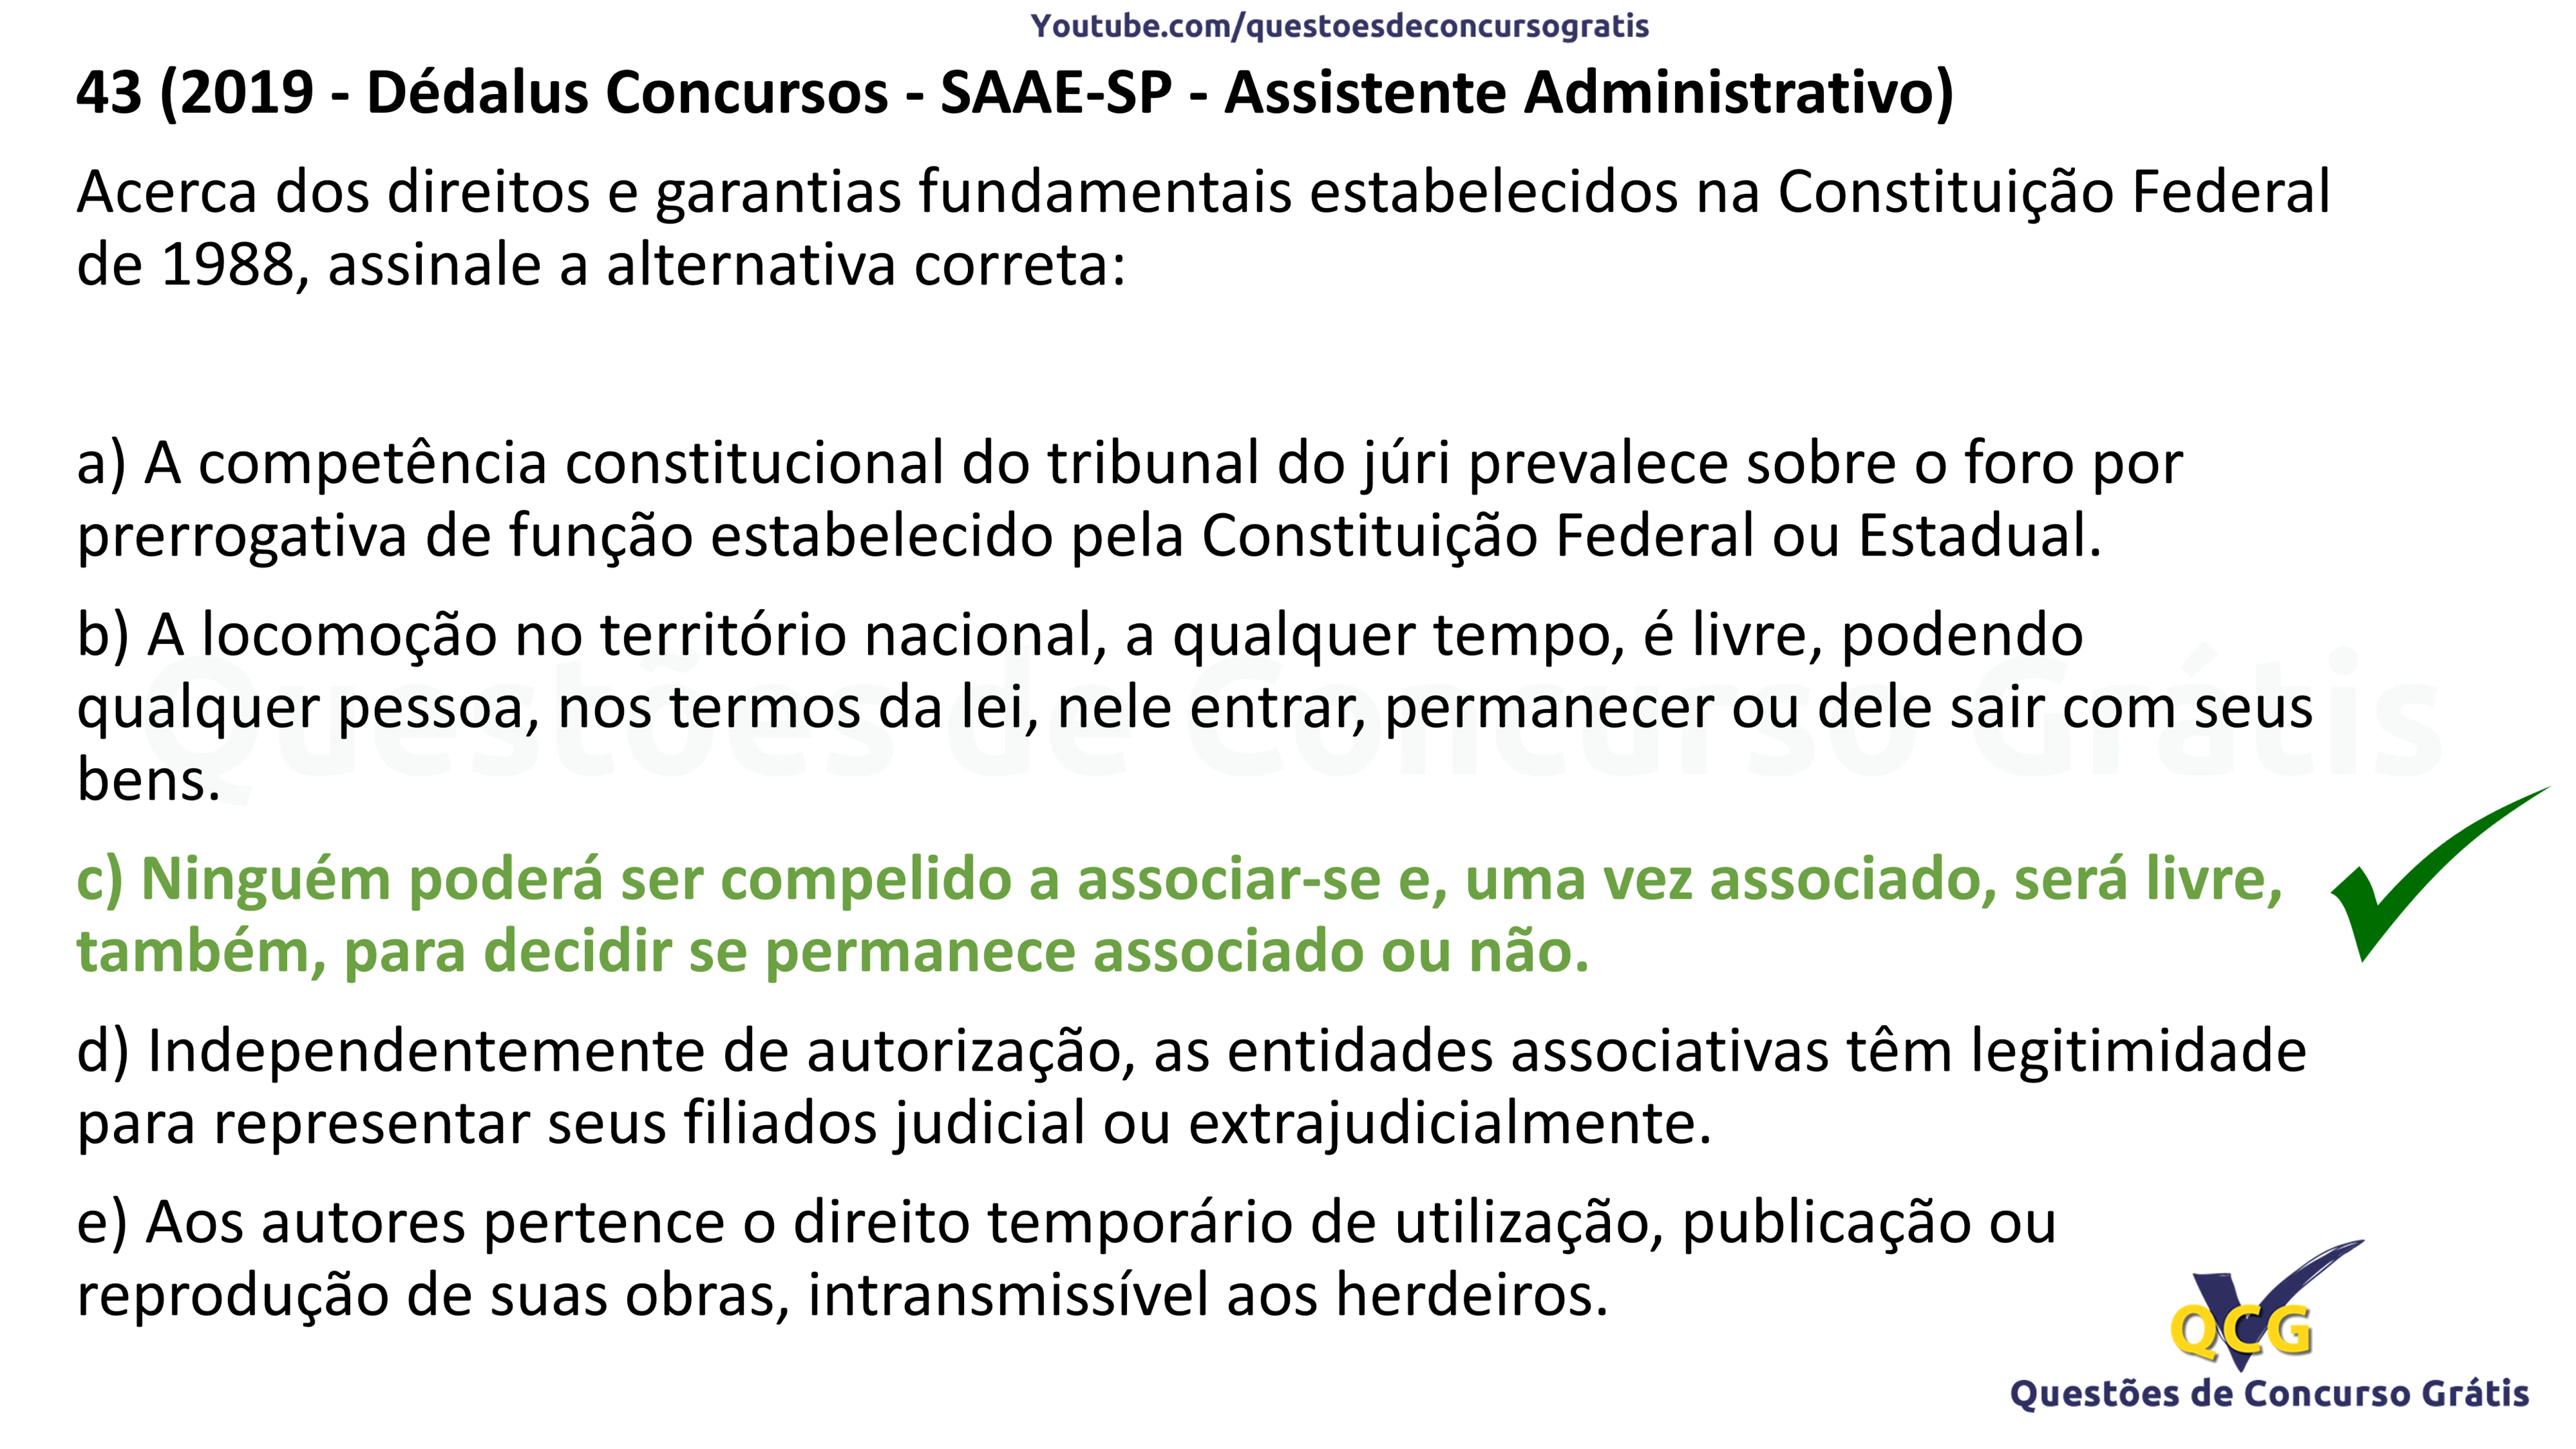 Youtube.com/questoesdeconcursogratis
43 (2019 - Dédalus Concursos - SAAE-SP - Assistente Administrativo)
Acerca dos direitos e garantias fundamentais estabelecidos na Constituição Federal
de 1988, assinale a alternativa correta:
a) A competência constitucional do tribunal do júri prevalece sobre o foro por
prerrogativa de função estabelecido pela Constituição Federal ou Estadual.
b) A locomoção no território nacional, a qualquer tempo, é livre, podendo
qualquer pessoa, nos termos da lei, nele entrar, permanecer ou dele sair com seus
bens.
Questões de Concurso Grátis
c) Ninguém poderá ser compelido a associar-se e, uma vez associado, será livre,
também, para decidir se permanece associado ou não.
d) Independentemente de autorização, as entidades associativas têm legitimidade
para representar seus filiados judicial ou extrajudicialmente.
e) Aos autores pertence o direito temporário de utilização, publicação ou
reprodução de suas obras, intransmissível aos herdeiros.
QCG
Questões de Concurso Grátis